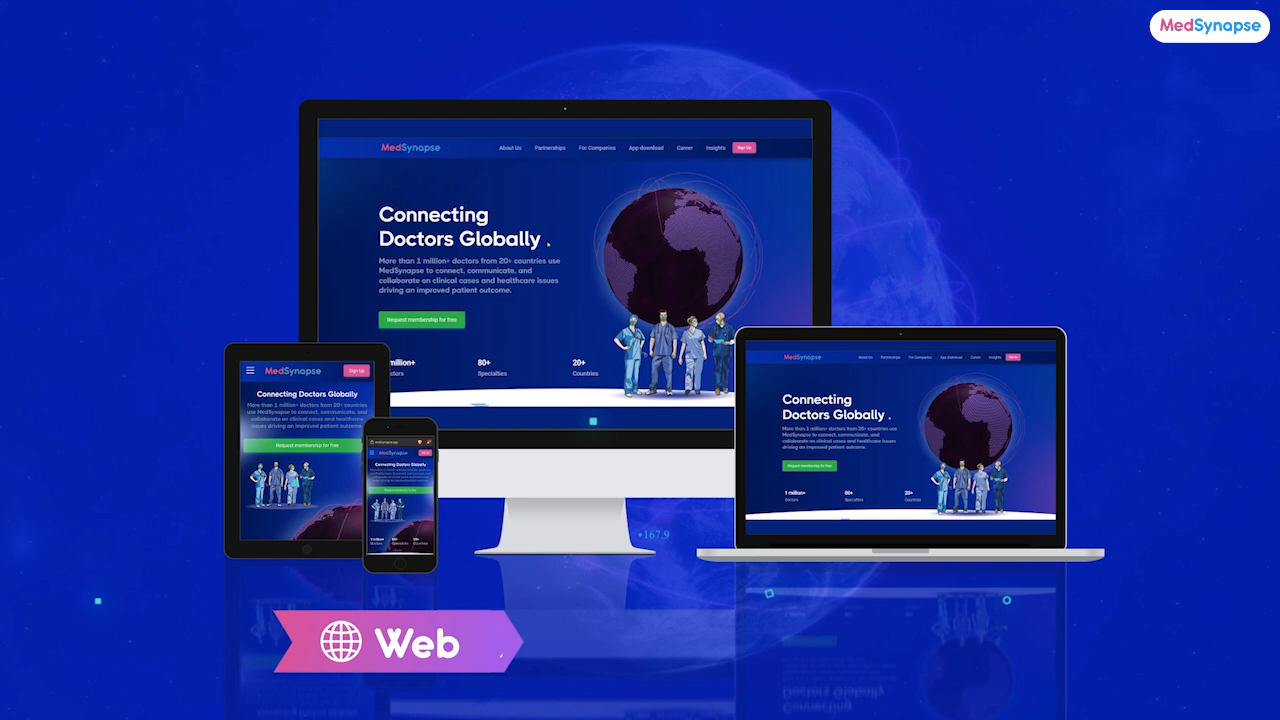 MedSynapse
MedSynapse
About Us Partnerships For Companies App download Career Insights Sign Up
Connecting
Doctors Globally .
More than 1 million+ doctors from 20+ countries use
MedSynapse to connect, communicate, and
collaborate on clinical cases and healthcare issues
driving an improved patient outcome.
Request membership for free
million+ 80+ 20+
ctors Specialties Countries
MedSynapse Sign Up
Connecting Doctors Globally
More than 1 million+ doctors from 20+ countries
use MedSynapse to connect, communicate, and
collaborate on clinical cases and healthcare issues
driving an improved patient outcome.
Request membership for free
MedSynapse
Connecting Doctors Globally
1 million+ 80+ 20+
Doctors Specialties Countries
MedSynapse
About Us Partnerships For Companies App download Career Insights Sign Up
Connecting
Doctors Globally .
More than 1 million+ doctors from 20+ countries use
MedSynapse to connect, communicate, and
collaborate on clinical cases and healthcare issues
driving an improved patient outcome.
Request membership for free
1 million+ 80+ 20+
Doctors Specialties Countries
167.9
Web